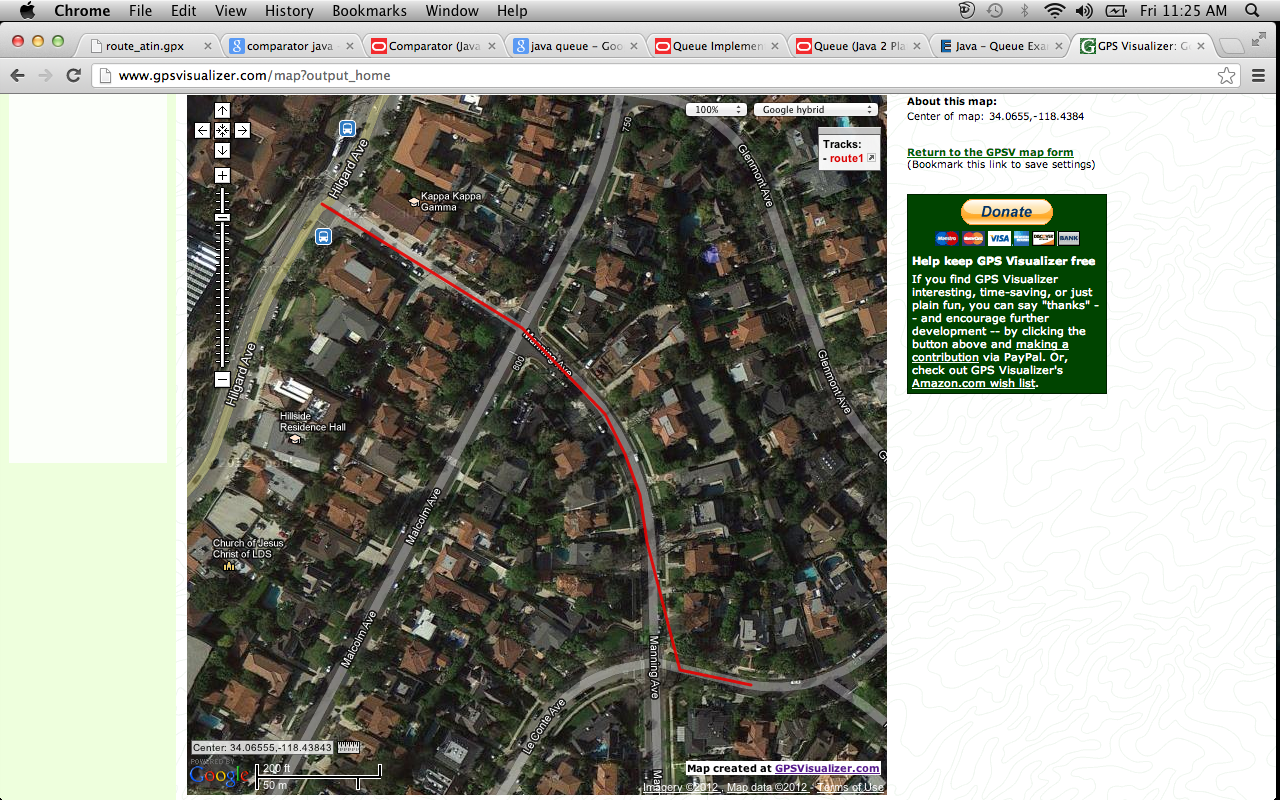 Chrome File Edit View History Bookmarks Window Help Fri 11:25 AM
route_atin.gpx comparator java - Comparator (Java java queue - Goo Queue Implemen Queue (Java 2 Pla Java - Queue Exa GPS Visualizer: G
www.gpsvisualizer.com/map?output_home
100% Google hybrid
Tracks:
- route1
About this map:
Center of map: 34.0655,-118.4384
Return to the GPSV map form
(Bookmark this link to save settings)
Donate
VISA
BANK
Help keep GPS Visualizer free
If you find GPS Visualizer
interesting, time-saving, or just
plain fun, you can say "thanks" -
- and encourage further
development -- by clicking the
button above and making a
contribution via PayPal. Or,
check out GPS Visualizer's
Amazon.com wish list.
750
Hilgard Ave
Glenmont Ave
Kappa Kappa
Gamma
Manning Ave
600
Hilgard Ave
Glenmont Ave
Hillside
Residence Hall
Malcolm Ave
Church of Jesus
Christ of LDS
Malcolm Ave
Manning Ave
Le Conte Ave
Center: 34.06555,-118.43843
POWERED BY
Google
200 ft
50 m
Map created at GPSVisualizer.com
Imagery ©2012 , Map data ©2012 - Terms of Use